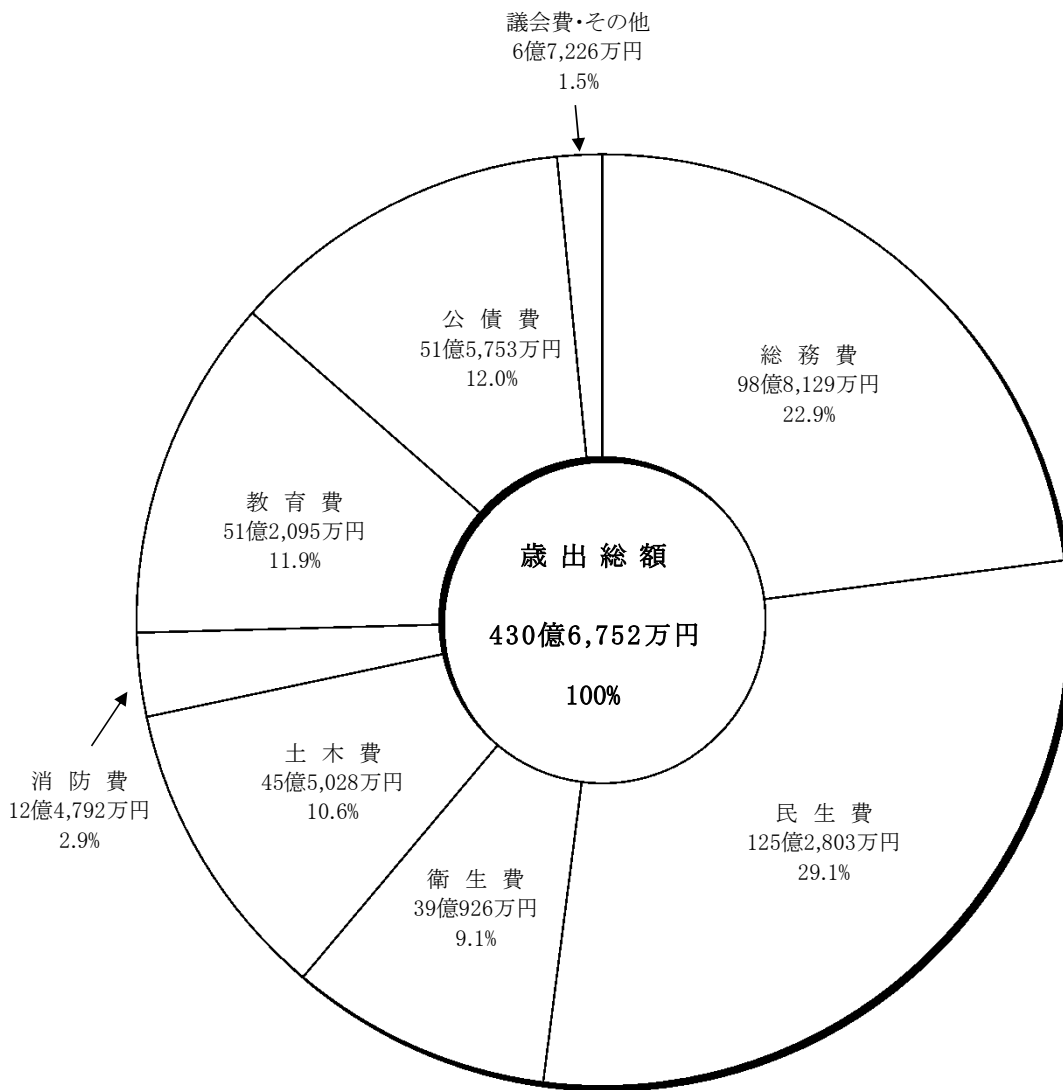 議会費・その他
6億7,226万円
1.5%
公 債 費
51億5,753万円
12.0%
総 務 費
98億8,129万円
22.9%
教 育 費
51億2,095万円
11.9%
歳 出 総 額
430億6,752万円
100%
消 防 費
12億4,792万円
2.9%
土 木 費
45億5,028万円
10.6%
民 生 費
125億2,803万円
29.1%
衛 生 費
39億926万円
9.1%